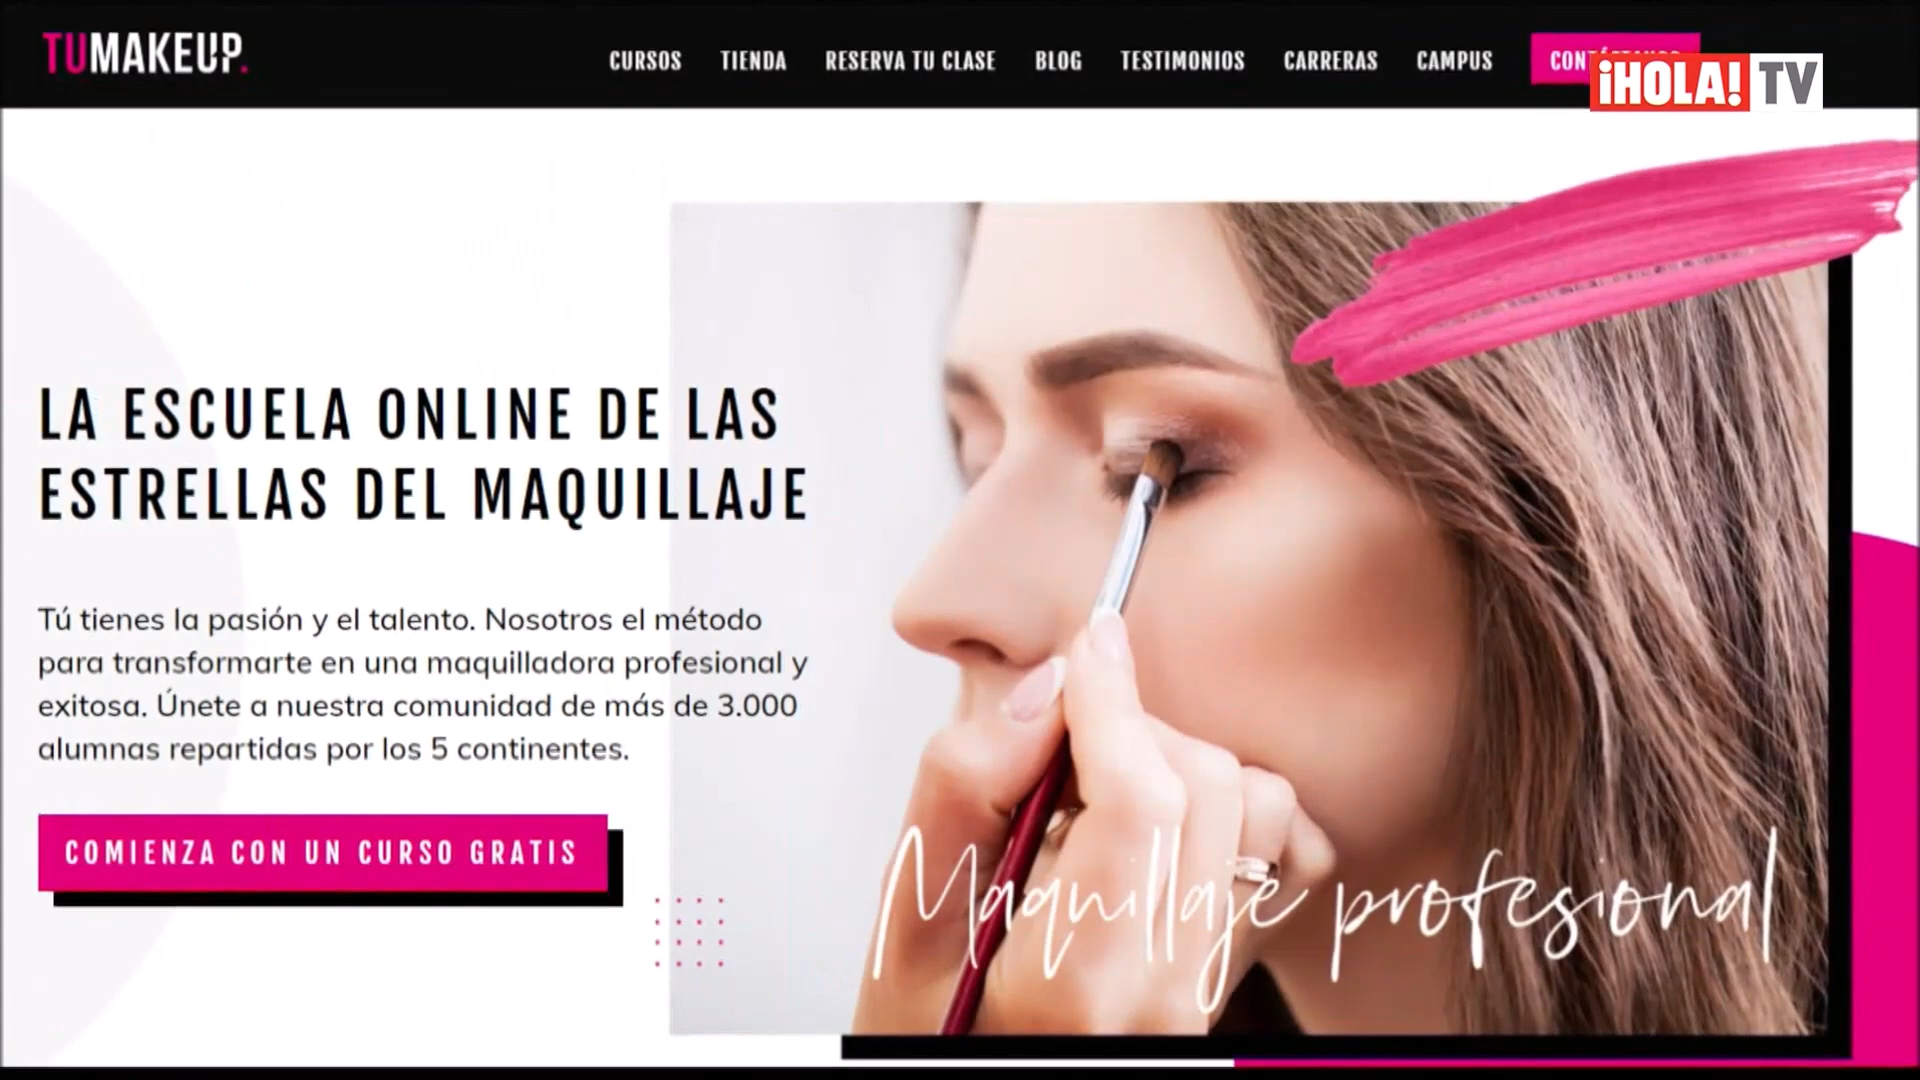 TUMAKEUP.
CURSOS TIENDA RESERVA TU CLASE BLOG TESTIMONIOS CARRERAS CAMPUS
¡HOLA! TV
LA ESCUELA ONLINE DE LAS
ESTRELLAS DEL MAQUILLAJE
Tú tienes la pasión y el talento. Nosotros el método
para transformarte en una maquilladora profesional y
exitosa. Únete a nuestra comunidad de más de 3.000
alumnas repartidas por los 5 continentes.
COMIENZA CON UN CURSO GRATIS
Maquillaje profesional